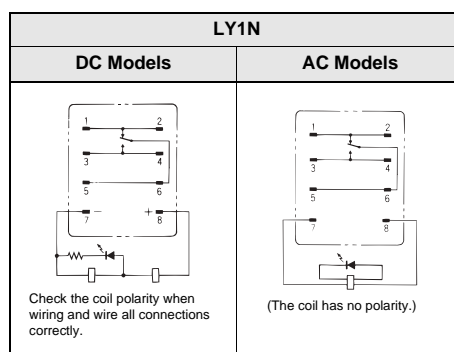 LY1N
DC Models
AC Models
1 2
3 4
5 6
7 − + 8
Check the coil polarity when
wiring and wire all connections
correctly.
1 2
3 4
5 6
7 8
(The coil has no polarity.)